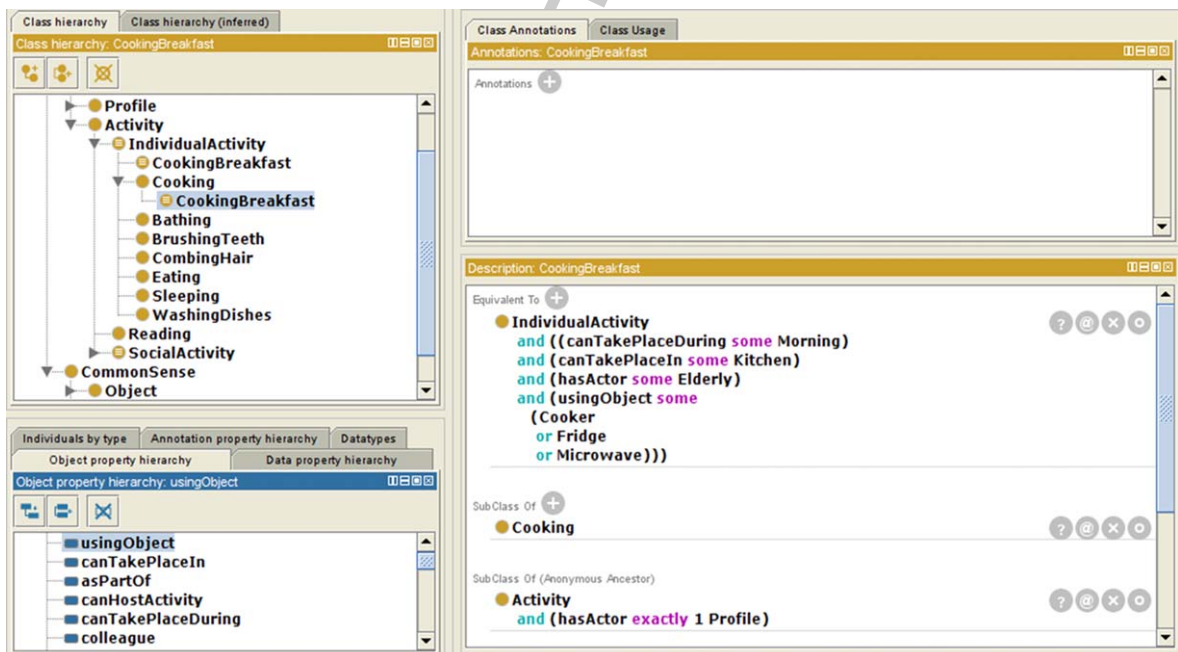 Class hierarchy
Class hierarchy (inferred)
Class hierarchy: CookingBreakfast
Profile
Activity
IndividualActivity
CookingBreakfast
Cooking
CookingBreakfast
Bathing
BrushingTeeth
CombingHair
Eating
Sleeping
WashingDishes
Reading
SocialActivity
CommonSense
Object
Individuals by type
Annotation property hierarchy
Datatypes
Object property hierarchy
Data property hierarchy
Object property hierarchy: usingObject
usingObject
canTakePlaceIn
asPartOf
canHostActivity
canTakePlaceDuring
colleague
Class Annotations
Class Usage
Annotations: CookingBreakfast
Annotations
Description: CookingBreakfast
Equivalent To
IndividualActivity
and ((canTakePlaceDuring some Morning)
and (canTakePlaceIn some Kitchen)
and (hasActor some Elderly)
and (usingObject some
(Cooker
or Fridge
or Microwave)))
SubClass Of
Cooking
SubClass Of (Anonymous Ancestor)
Activity
and (hasActor exactly 1 Profile)